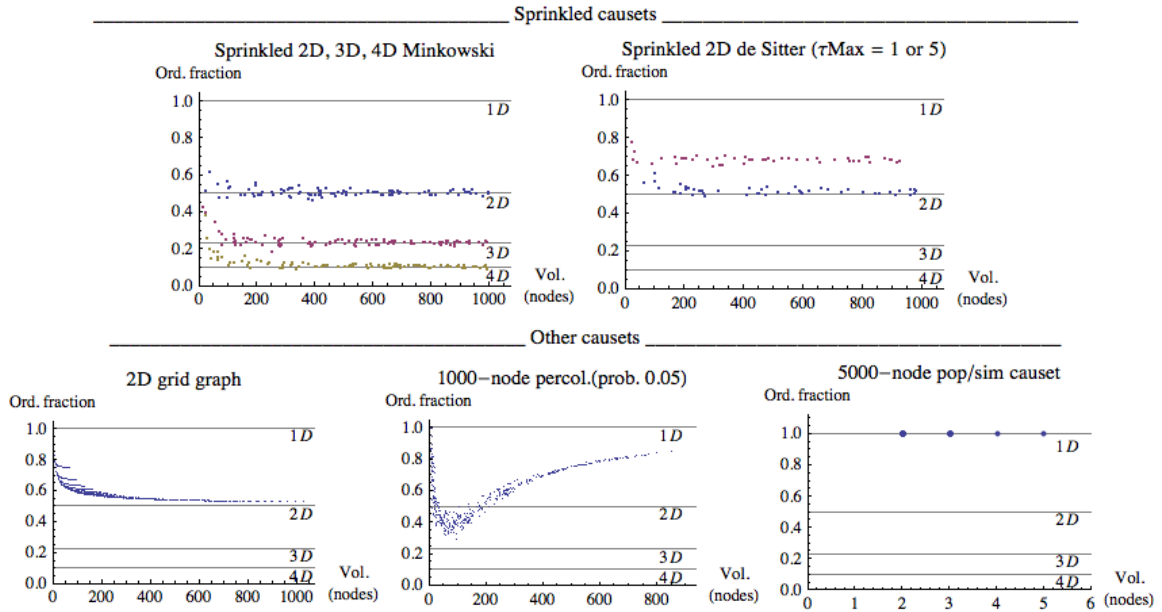 Sprinkled causets
Sprinkled 2D, 3D, 4D Minkowski
Ord. fraction
1.0
0.8
0.6
0.4
0.2
0.0
1D
2D
3D
4D
0 200 400 600 800 1000
Vol.
(nodes)
Sprinkled 2D de Sitter (τMax = 1 or 5)
Ord. fraction
1.0
0.8
0.6
0.4
0.2
0.0
1D
2D
3D
4D
0 200 400 600 800 1000
Vol.
(nodes)
Other causets
2D grid graph
Ord. fraction
1.0
0.8
0.6
0.4
0.2
0.0
1D
2D
3D
4D
0 200 400 600 800 1000
Vol.
(nodes)
1000−node percol.(prob. 0.05)
Ord. fraction
1.0
0.8
0.6
0.4
0.2
0.0
1D
2D
3D
4D
0 200 400 600 800
Vol.
(nodes)
5000−node pop/sim causet
Ord. fraction
1.0
0.8
0.6
0.4
0.2
0.0
1D
2D
3D
4D
0 1 2 3 4 5 6
Vol.
(nodes)